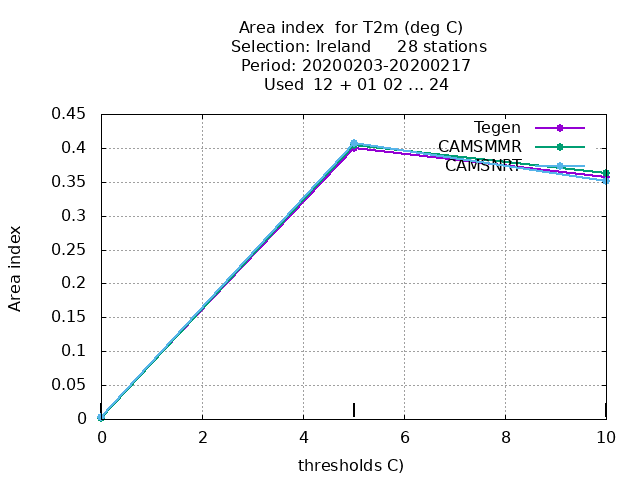 Area index  for T2m (deg C)
Selection: Ireland     28 stations
Period: 20200203-20200217
Used  12 + 01 02 ... 24
Tegen
CAMSMMR
CAMSNRT
0.45
0.4
0.35
0.3
0.25
0.2
0.15
0.1
0.05
0
Area index
0 2 4 6 8 10
thresholds C)